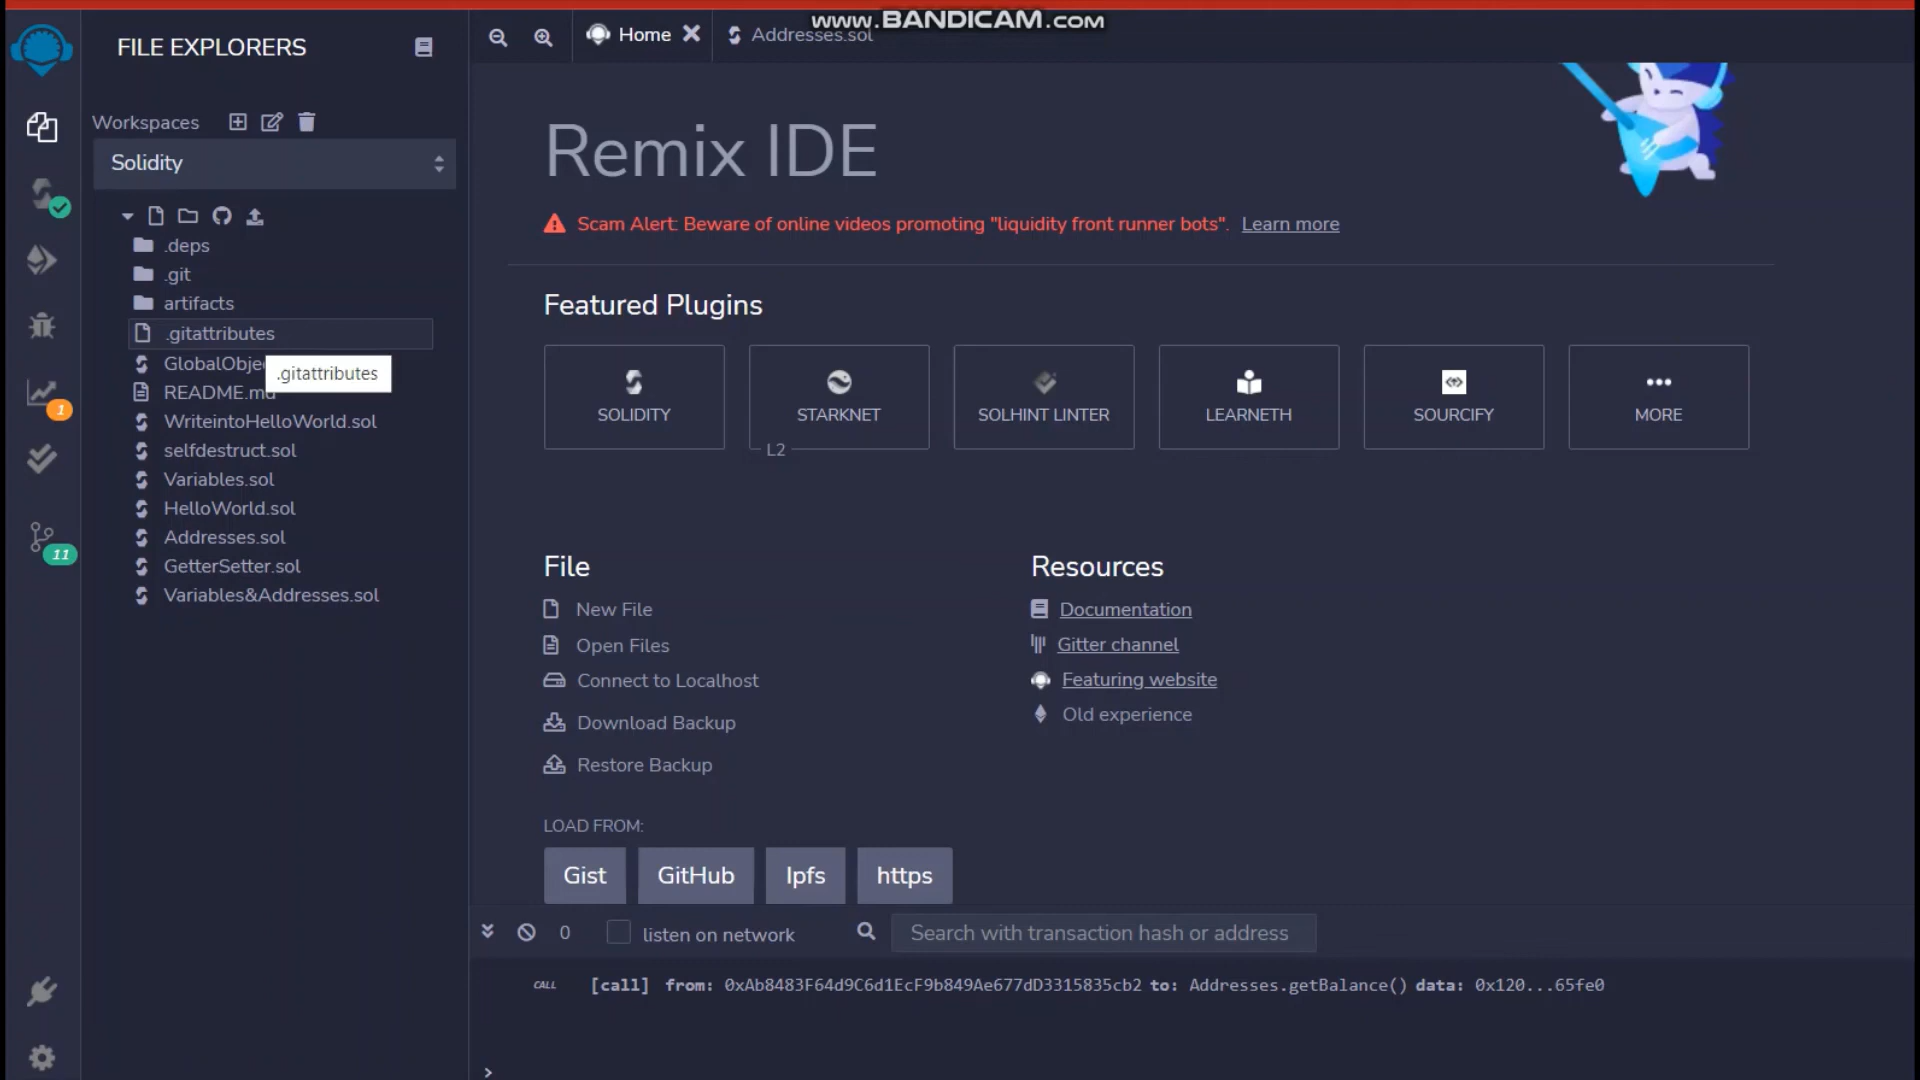 www.BANDICAM.com
FILE EXPLORERS
Home
Addresses.sol
Workspaces
Solidity
.deps
.git
artifacts
.gitattributes
GlobalObje
.gitattributes
README.md
WriteintoHelloWorld.sol
selfdestruct.sol
Variables.sol
HelloWorld.sol
Addresses.sol
GetterSetter.sol
Variables&Addresses.sol
1
11
Remix IDE
Scam Alert: Beware of online videos promoting "liquidity front runner bots". Learn more
Featured Plugins
SOLIDITY
STARKNET
L2
SOLHINT LINTER
LEARNETH
SOURCIFY
MORE
File
New File
Open Files
Connect to Localhost
Download Backup
Restore Backup
Resources
Documentation
Gitter channel
Featuring website
Old experience
LOAD FROM:
Gist
GitHub
Ipfs
https
0
listen on network
Search with transaction hash or address
CALL
[call] from: 0xAb8483F64d9C6d1EcF9b849Ae677dD3315835cb2 to: Addresses.getBalance() data: 0x120...65fe0
>